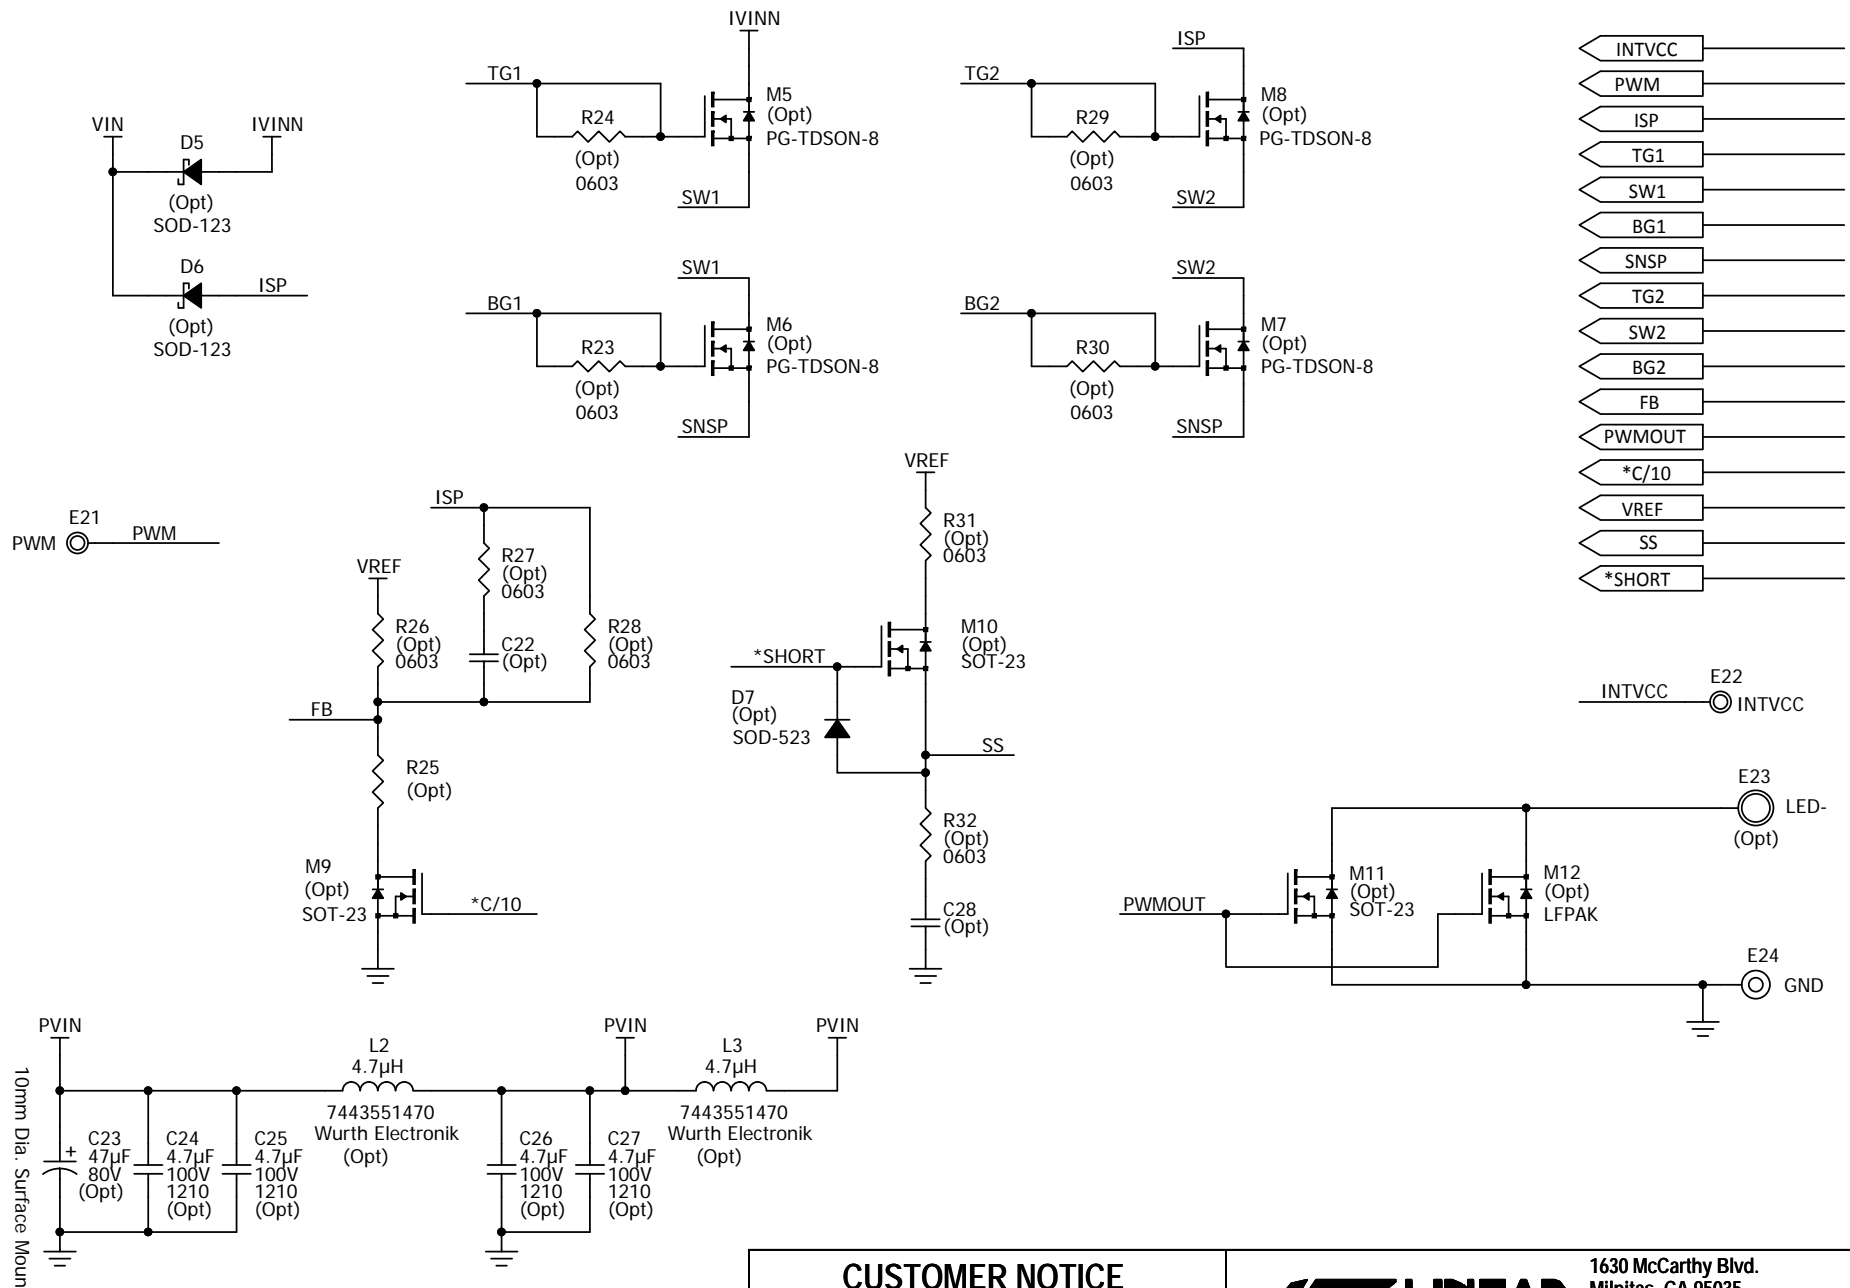 IVINN
TG1
R24
(Opt)
0603
M5
(Opt)
PG-TDSON-8
SW1
ISP
TG2
R29
(Opt)
0603
M8
(Opt)
PG-TDSON-8
SW2
VIN
IVINN
D5
(Opt)
SOD-123
D6
ISP
(Opt)
SOD-123
SW1
BG1
R23
(Opt)
0603
M6
(Opt)
PG-TDSON-8
SNSP
SW2
BG2
R30
(Opt)
0603
M7
(Opt)
PG-TDSON-8
SNSP
INTVCC
PWM
ISP
TG1
SW1
BG1
SNSP
TG2
SW2
BG2
FB
PWMOUT
*C/10
VREF
SS
*SHORT
E21
PWM
PWM
ISP
VREF
R27
(Opt)
0603
R26
(Opt)
0603
C22
(Opt)
R28
(Opt)
0603
FB
R25
(Opt)
M9
(Opt)
SOT-23
*C/10
VREF
R31
(Opt)
0603
*SHORT
M10
(Opt)
SOT-23
D7
(Opt)
SOD-523
SS
R32
(Opt)
0603
C28
(Opt)
INTVCC
E22
INTVCC
E23
LED-
(Opt)
PWMOUT
M11
(Opt)
SOT-23
M12
(Opt)
LFPAK
E24
GND
PVIN
L2
4.7µH
7443551470
Wurth Electronik
(Opt)
PVIN
L3
4.7µH
7443551470
Wurth Electronik
(Opt)
PVIN
10mm Dia. Surface Moun
+
C23
47µF
80V
(Opt)
C24
4.7µF
100V
1210
(Opt)
C25
4.7µF
100V
1210
(Opt)
C26
4.7µF
100V
1210
(Opt)
C27
4.7µF
100V
1210
(Opt)
CUSTOMER NOTICE
LINEAR
1630 McCarthy Blvd.
Milpitas, CA 95035